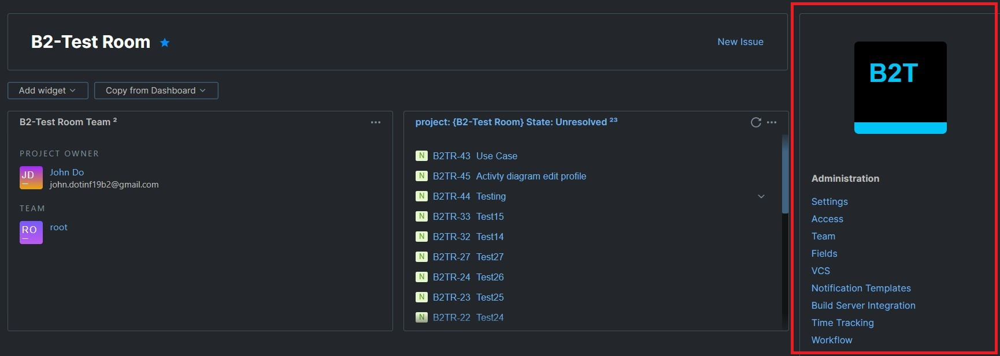 B2-Test Room
New Issue
Add widget
Copy from Dashboard
B2-Test Room Team 2
PROJECT OWNER
JD
John Do
john.dotinf19b2@gmail.com
TEAM
RO
root
project: {B2-Test Room} State: Unresolved 23
N B2TR-43 Use Case
N B2TR-45 Activty diagram edit profile
N B2TR-44 Testing
N B2TR-33 Test15
N B2TR-32 Test14
N B2TR-27 Test27
N B2TR-24 Test26
N B2TR-23 Test25
N B2TR-22 Test24
B2T
Administration
Settings
Access
Team
Fields
VCS
Notification Templates
Build Server Integration
Time Tracking
Workflow